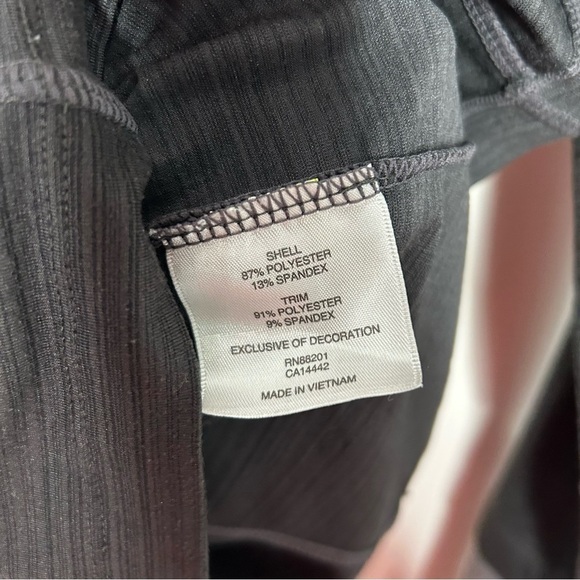 SHELL
87% POLYESTER
13% SPANDEX
TRIM
91% POLYESTER
9% SPANDEX
EXCLUSIVE OF DECORATION
RN88201
CA14442
MADE IN VIETNAM